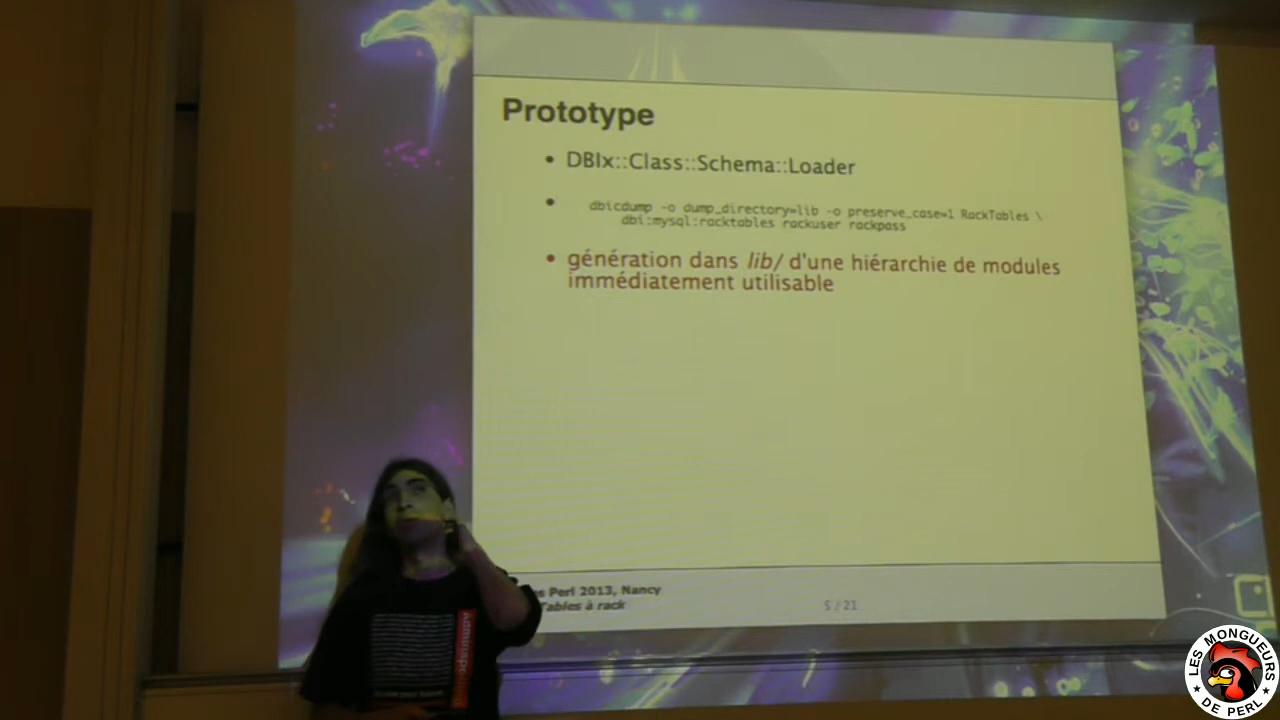 Prototype
• DBIx::Class::Schema::Loader
• dbicdump -o dump_directory=lib -o preserve_case=1 RackTables \
dbi:mysql:racktables rackuser rackpass
• génération dans lib/ d'une hiérarchie de modules
immédiatement utilisable
Perl 2013, Nancy
Tables à rack
5 / 21
LES MONGUEURS
★ DE PERL ★